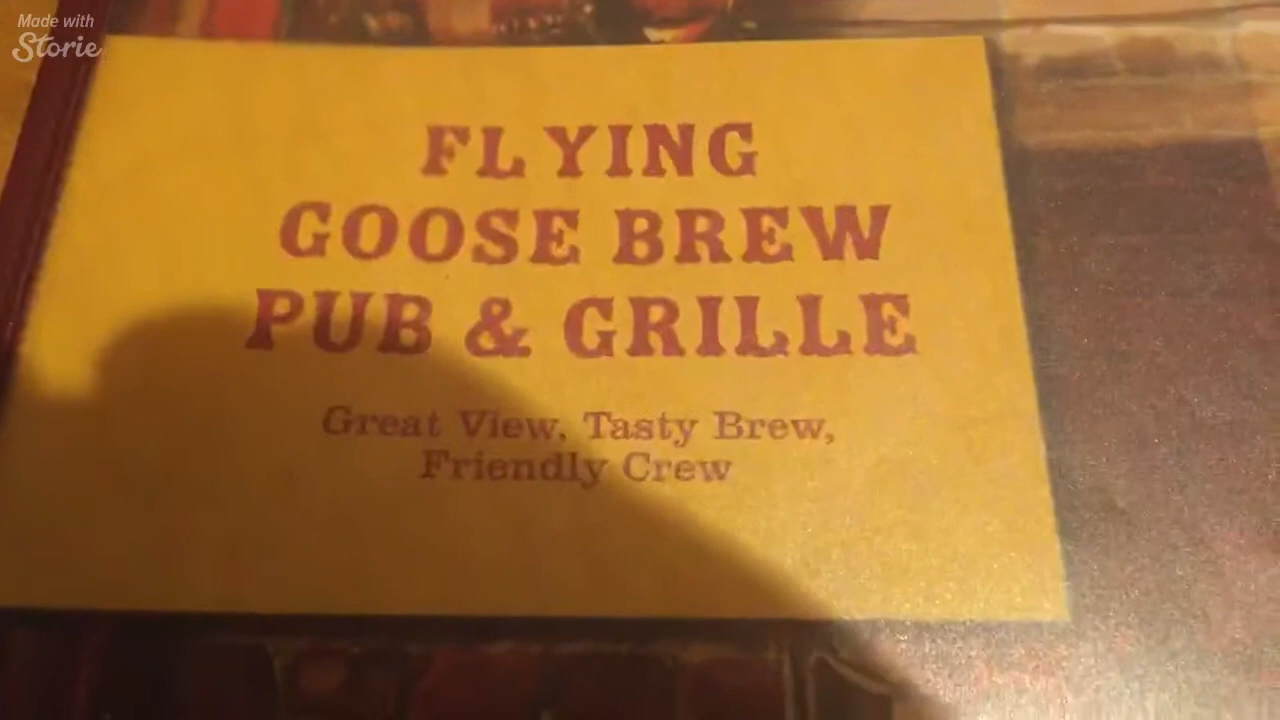 Made with
Storie
FLYING
GOOSE BREW
PUB & GRILLE
Great View, Tasty Brew,
Friendly Crew